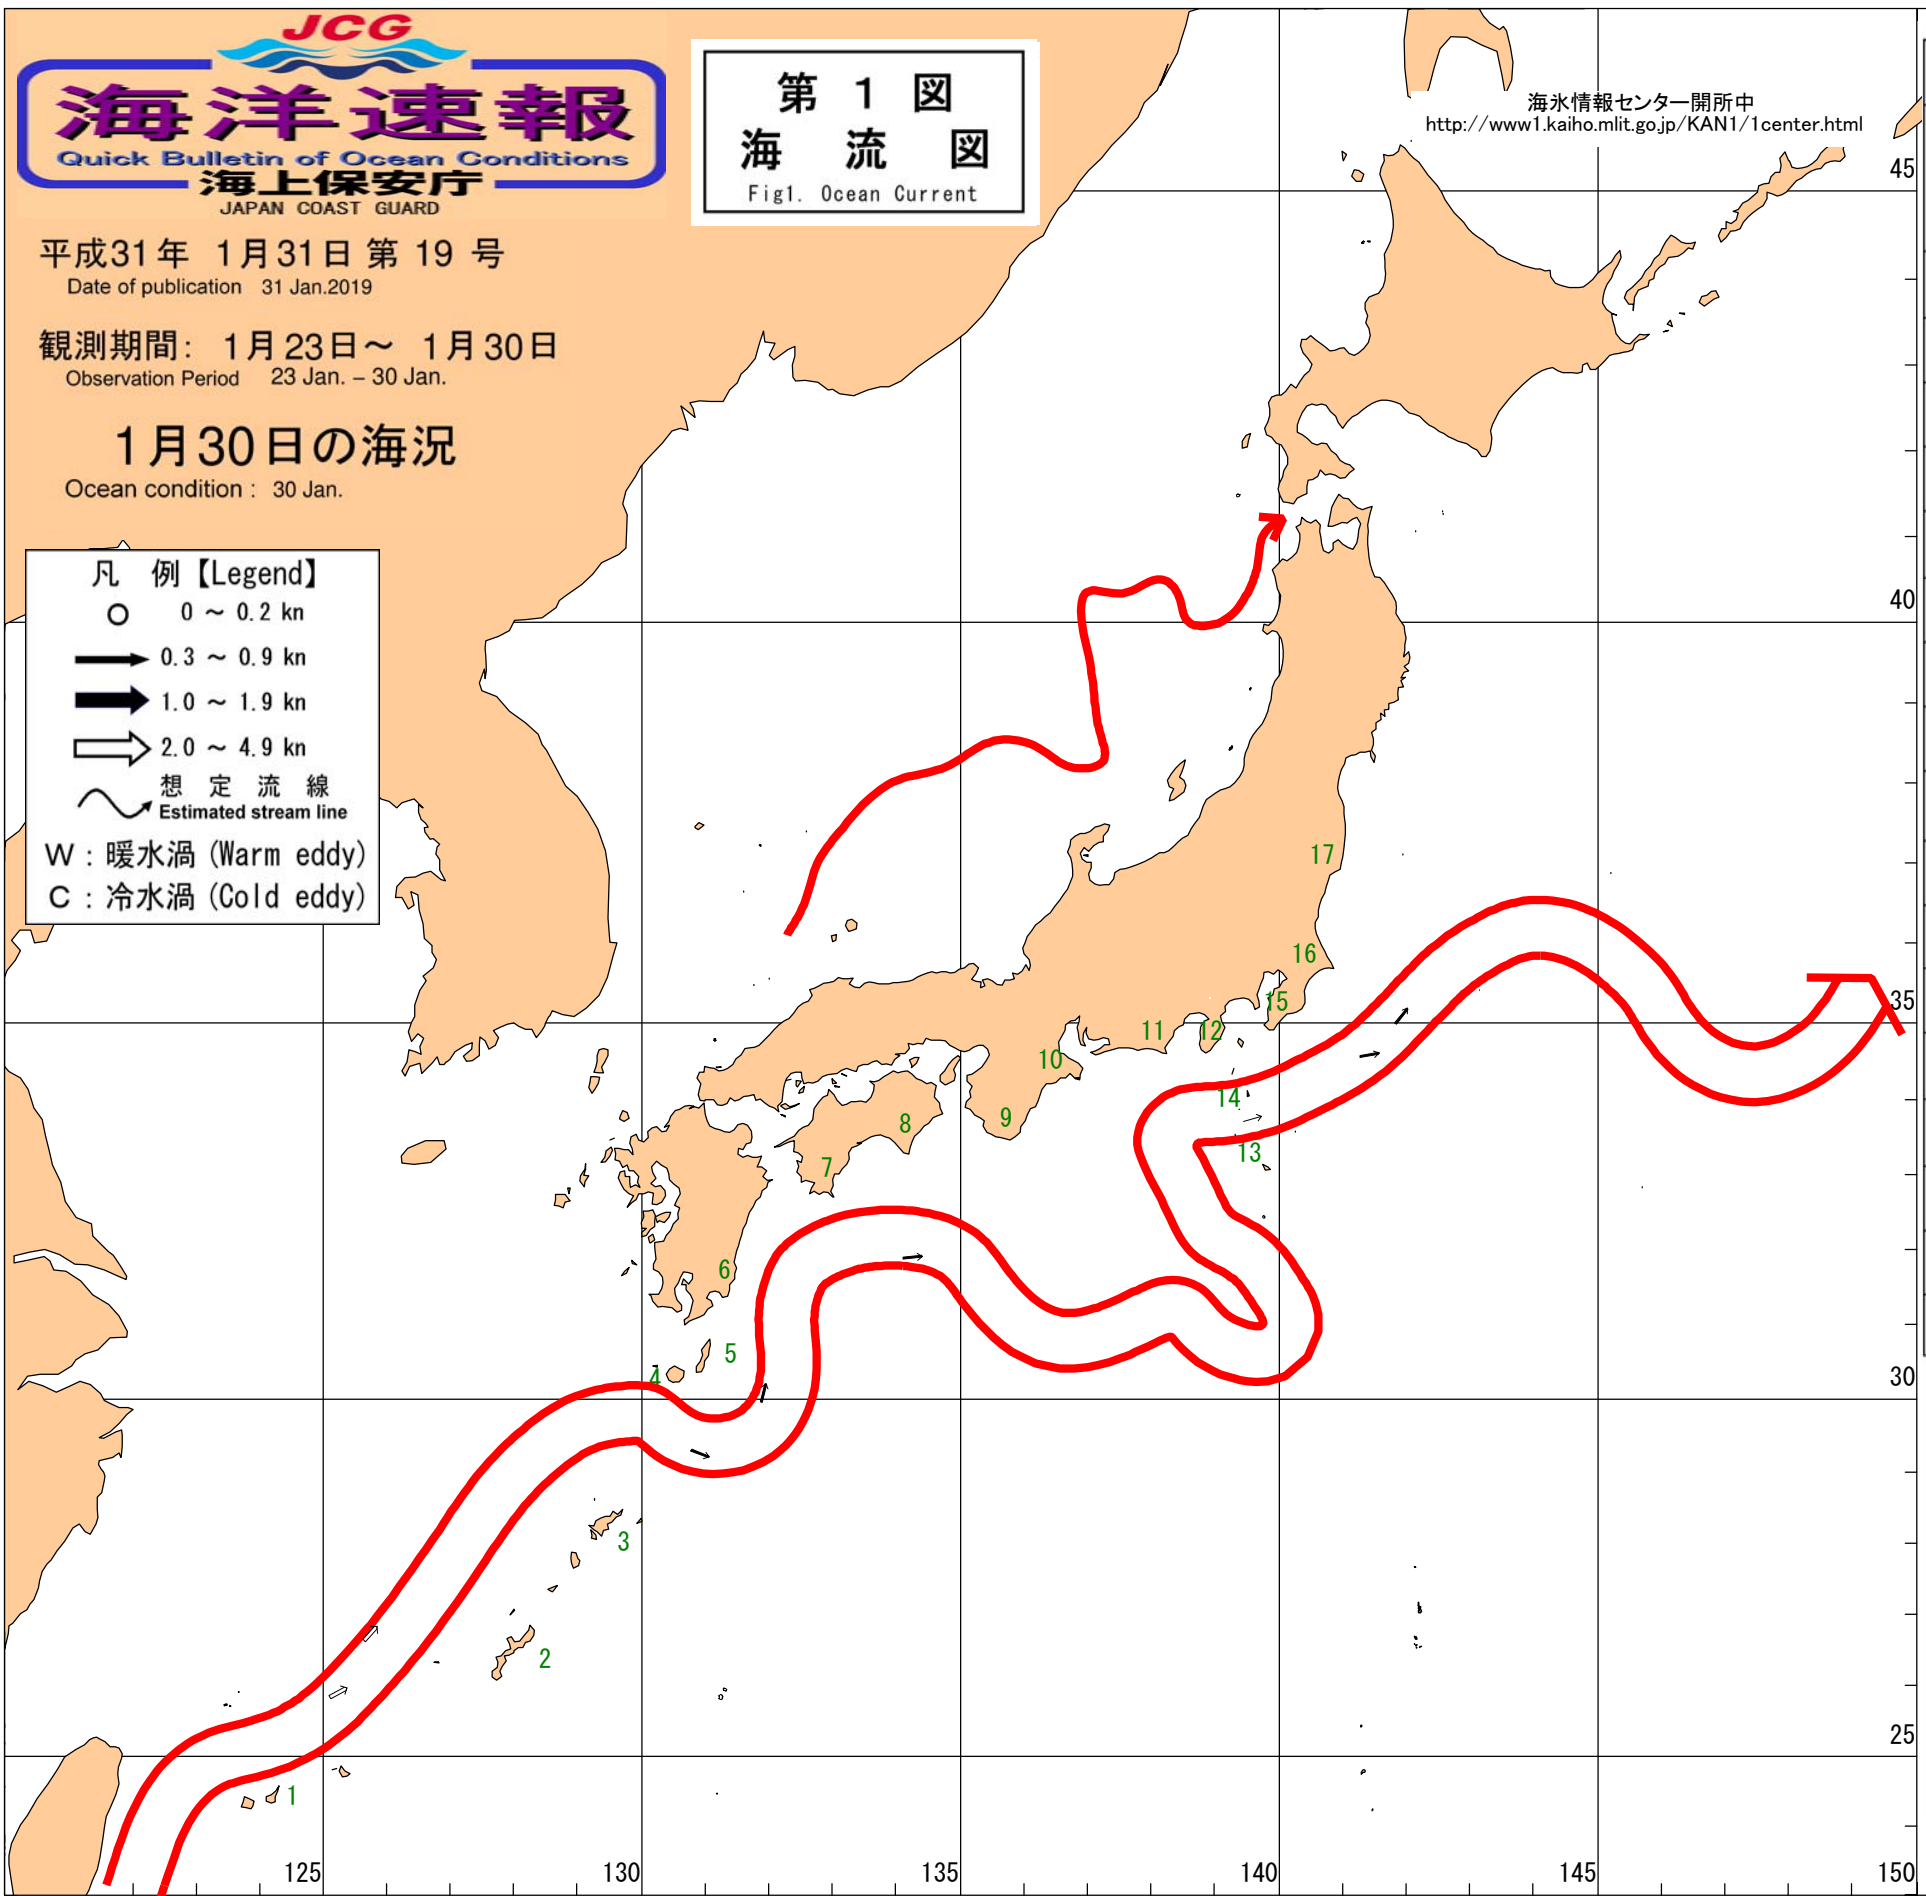 JCG
海洋速報
Quick Bulletin of Ocean Conditions
海上保安庁
JAPAN COAST GUARD
平成31年 1月31日 第 19 号
Date of publication 31 Jan.2019
観測期間: 1月23日~ 1月30日
Observation Period 23 Jan. – 30 Jan.
1月30日の海況
Ocean condition : 30 Jan.
第 1 図
海 流 図
Fig1. Ocean Current
海氷情報センター開所中
http://www1.kaiho.mlit.go.jp/KAN1/1center.html
凡 例【Legend】
0 ~ 0.2 kn
0.3 ~ 0.9 kn
1.0 ~ 1.9 kn
2.0 ~ 4.9 kn
想 定 流 線
Estimated stream line
W : 暖水渦 (Warm eddy)
C : 冷水渦 (Cold eddy)
45
40
35
30
25
17
16
15
11
12
10
14
9
8
13
7
6
5
4
3
2
1
125
130
135
140
145
150